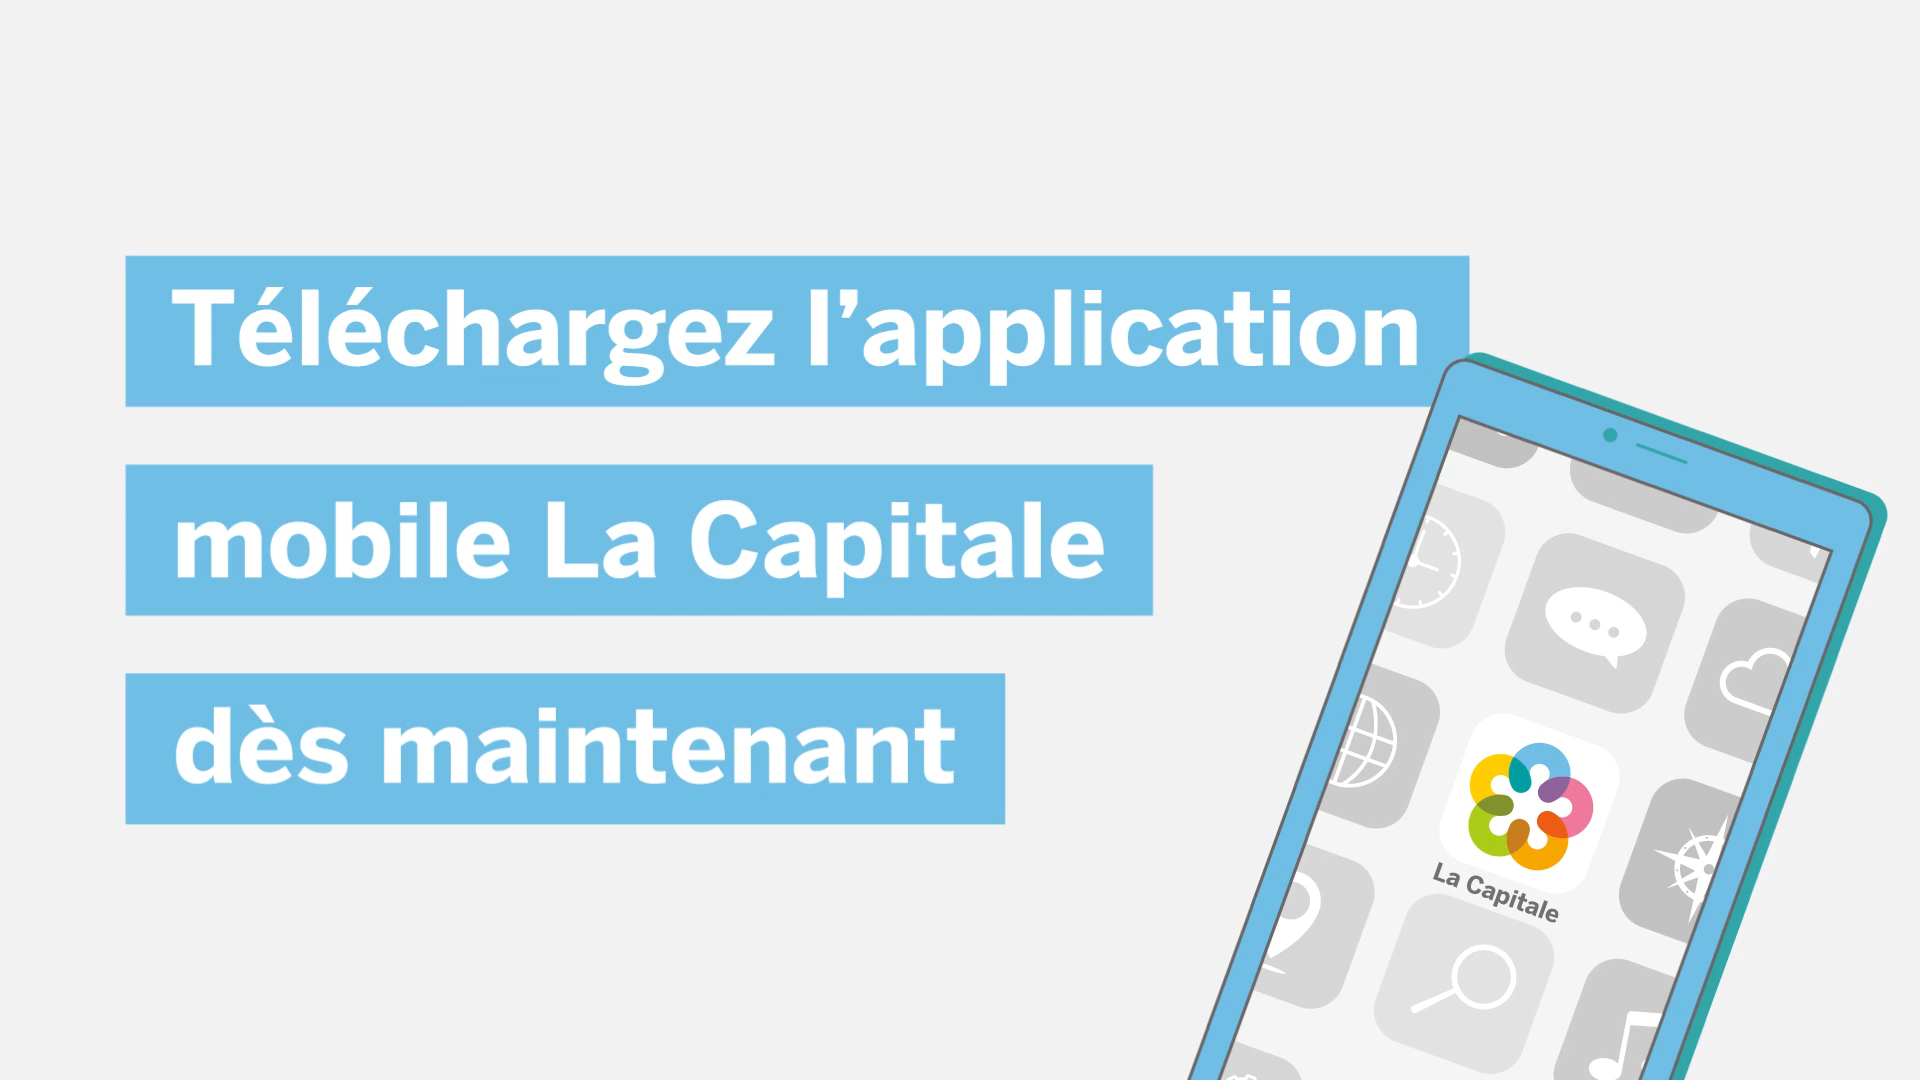 Téléchargez l’application
mobile La Capitale
dès maintenant
La Capitale